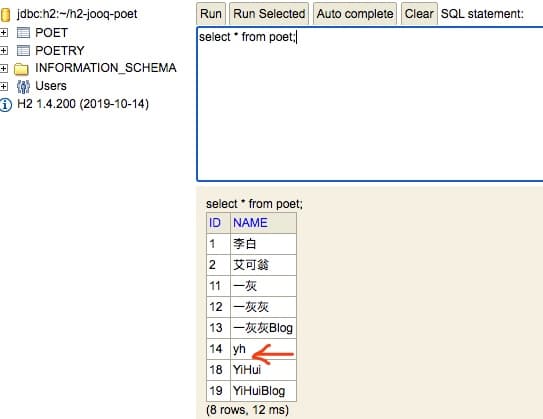 jdbc:h2:~/h2-jooq-poet
POET
POETRY
INFORMATION_SCHEMA
Users
H2 1.4.200 (2019-10-14)
Run Run Selected Auto complete Clear SQL statement:
select * from poet;
select * from poet;
ID NAME
1 李白
2 艾可翁
11 一灰
12 一灰灰
13 一灰灰Blog
14 yh
18 YiHui
19 YiHuiBlog
(8 rows, 12 ms)